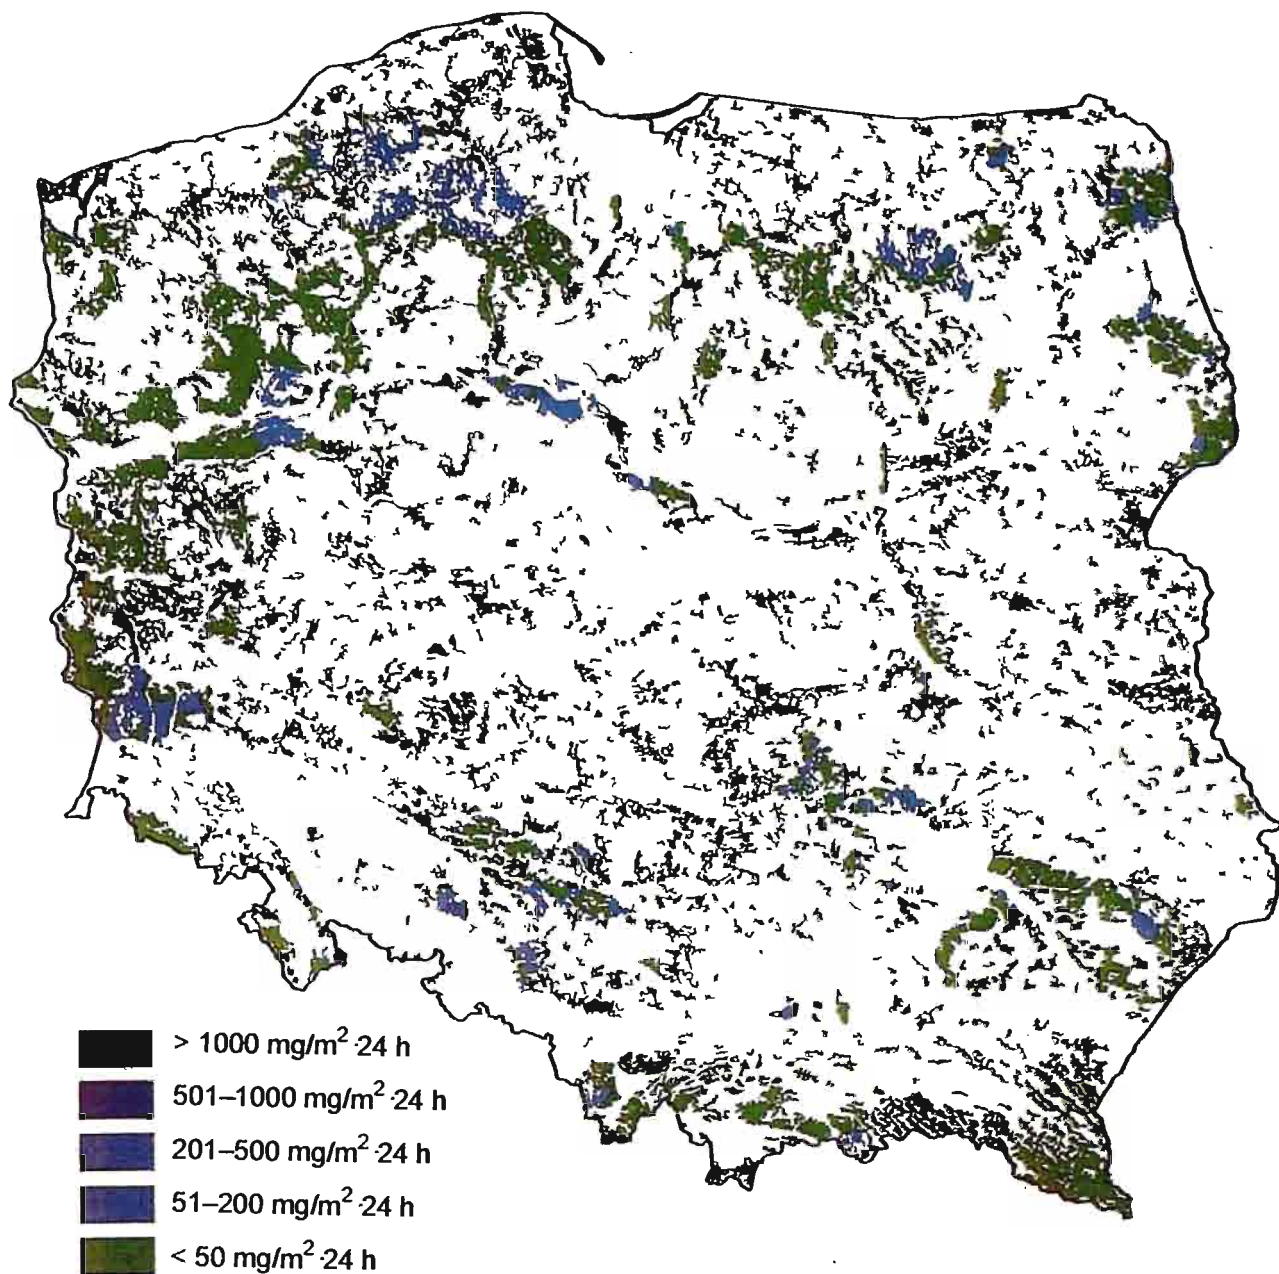 > 1000 mg/m² · 24 h
501–1000 mg/m² · 24 h
201–500 mg/m² · 24 h
51–200 mg/m² · 24 h
< 50 mg/m² · 24 h